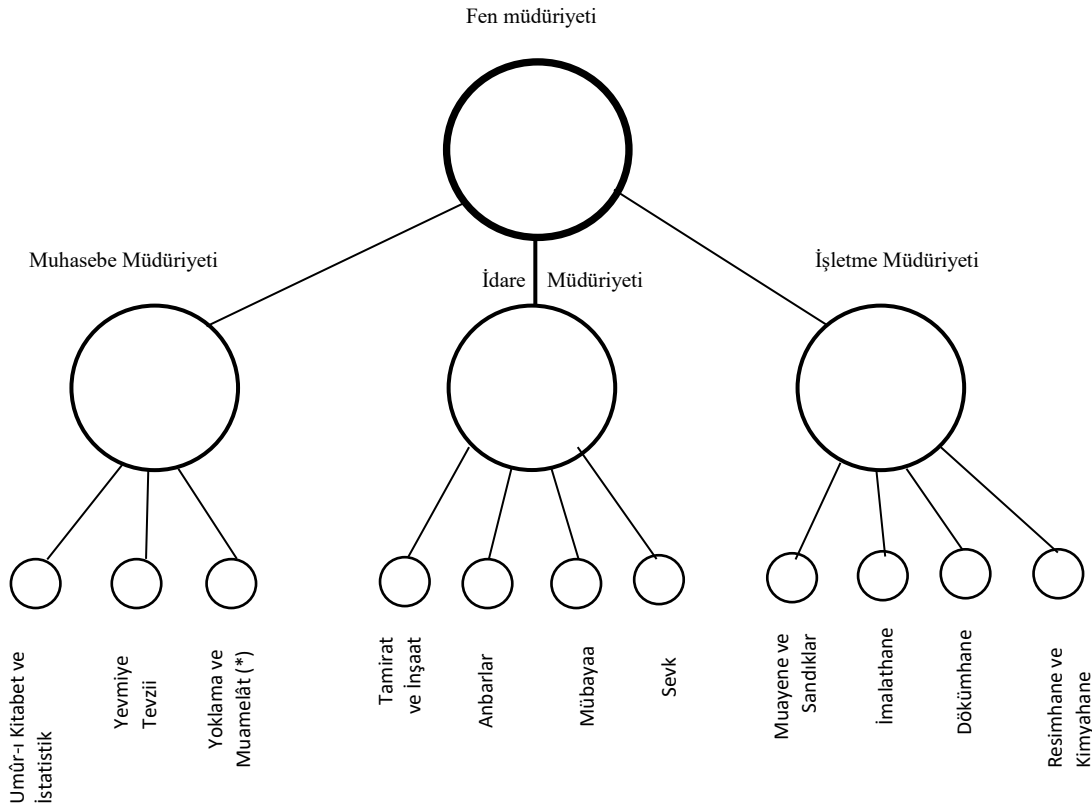 Fen müdüriyeti
Muhasebe Müdüriyeti
İdare Müdüriyeti
İşletme Müdüriyeti
Umûr-ı Kitabet ve
İstatistik
Yevmiye
Tevzii
Yoklama ve
Muamelât (*)
Tamirat
ve İnşaat
Anbarlar
Mübayaa
Sevk
Muayene ve
Sandıklar
İmalathane
Dökümhane
Resimhane ve
Kimyahane